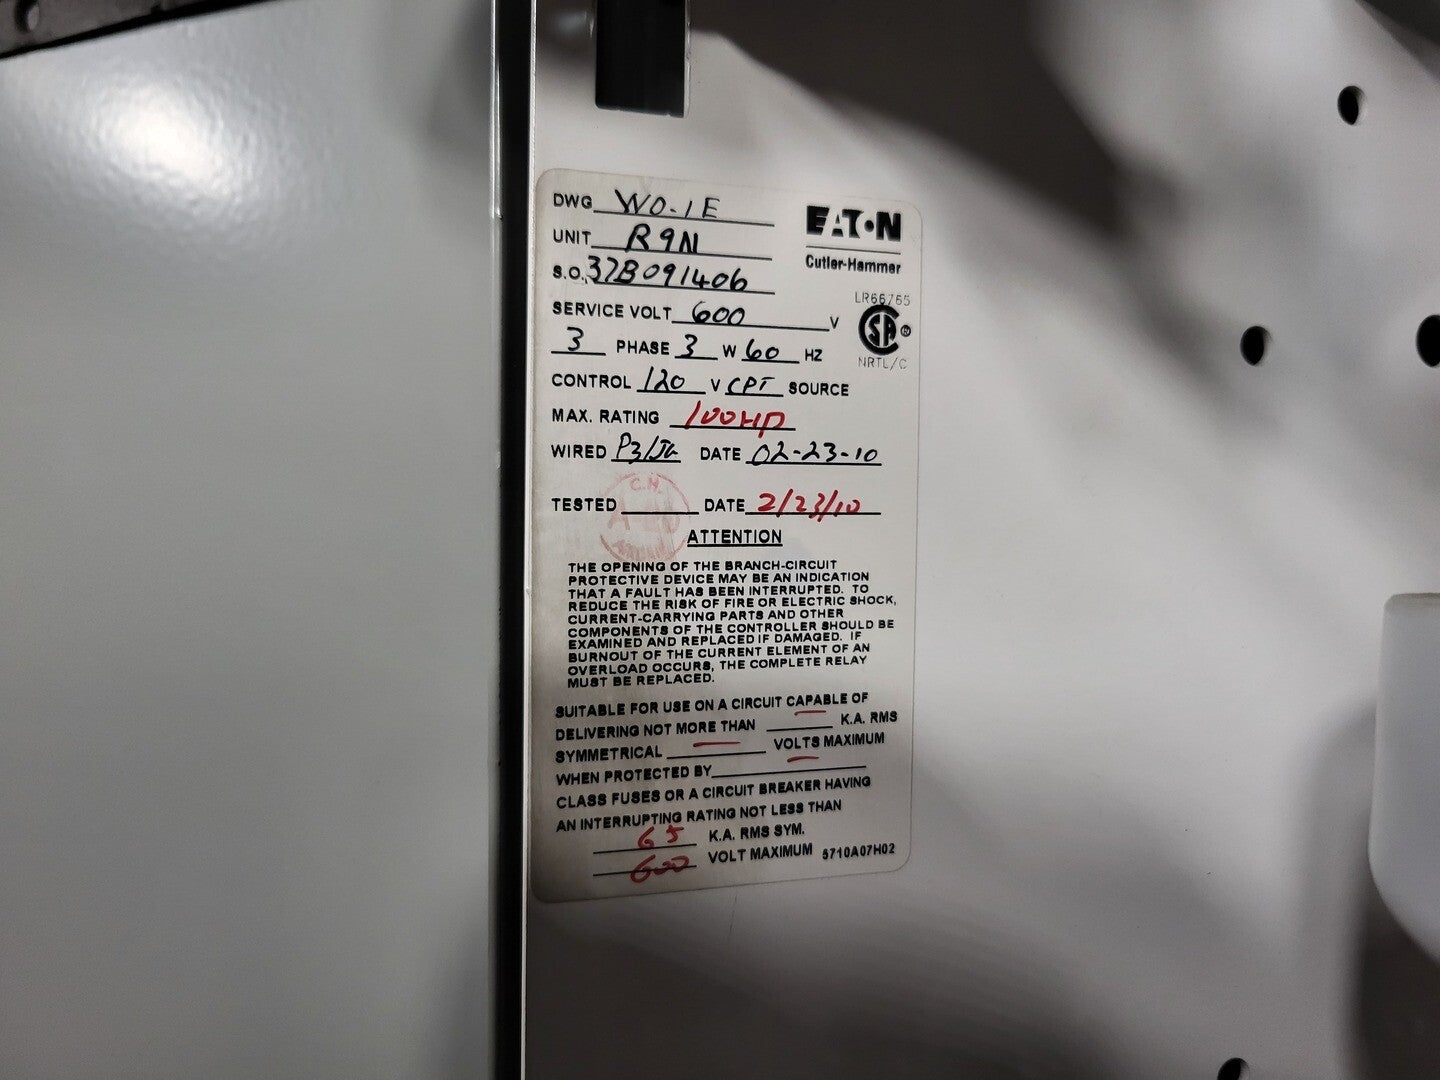 DWG W0-1E
EATON
UNIT R9N
Cutler-Hammer
S.O. 37B091406
LR66765
SERVICE VOLT 600 V
SA ®
NRTL/C
3 PHASE 3 W 60 HZ
CONTROL 120 V CPT SOURCE
MAX. RATING 100HP
WIRED DATE 02-23-10
C.H.
TESTED DATE 2/23/10
ATTENTION
THE OPENING OF THE BRANCH-CIRCUIT
PROTECTIVE DEVICE MAY BE AN INDICATION
THAT A FAULT HAS BEEN INTERRUPTED. TO
REDUCE THE RISK OF FIRE OR ELECTRIC SHOCK,
CURRENT-CARRYING PARTS AND OTHER
COMPONENTS OF THE CONTROLLER SHOULD BE
EXAMINED AND REPLACED IF DAMAGED. IF
BURNOUT OF THE CURRENT ELEMENT OF AN
OVERLOAD OCCURS, THE COMPLETE RELAY
MUST BE REPLACED.
SUITABLE FOR USE ON A CIRCUIT CAPABLE OF
DELIVERING NOT MORE THAN K.A. RMS
SYMMETRICAL VOLTS MAXIMUM
WHEN PROTECTED BY
CLASS FUSES OR A CIRCUIT BREAKER HAVING
AN INTERRUPTING RATING NOT LESS THAN
65 K.A. RMS SYM.
600 VOLT MAXIMUM 5710A07H02